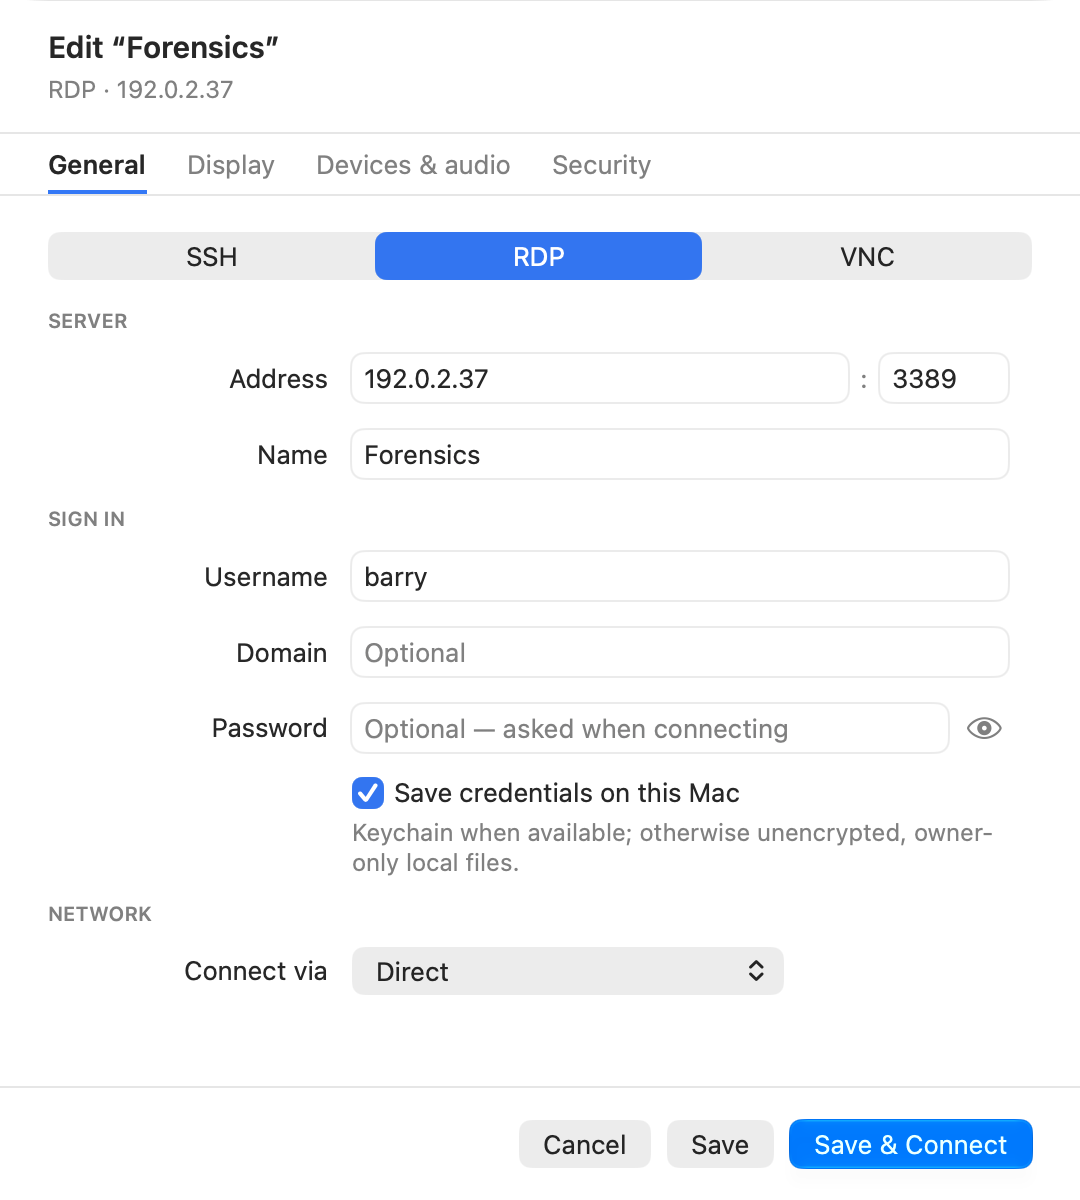 Edit “Forensics”
RDP · 192.0.2.37
General Display Devices & audio Security
SSH RDP VNC
SERVER
Address 192.0.2.37 : 3389
Name Forensics
SIGN IN
Username barry
Domain Optional
Password Optional — asked when connecting
Save credentials on this Mac
Keychain when available; otherwise unencrypted, owner-
only local files.
NETWORK
Connect via Direct
Cancel Save Save & Connect